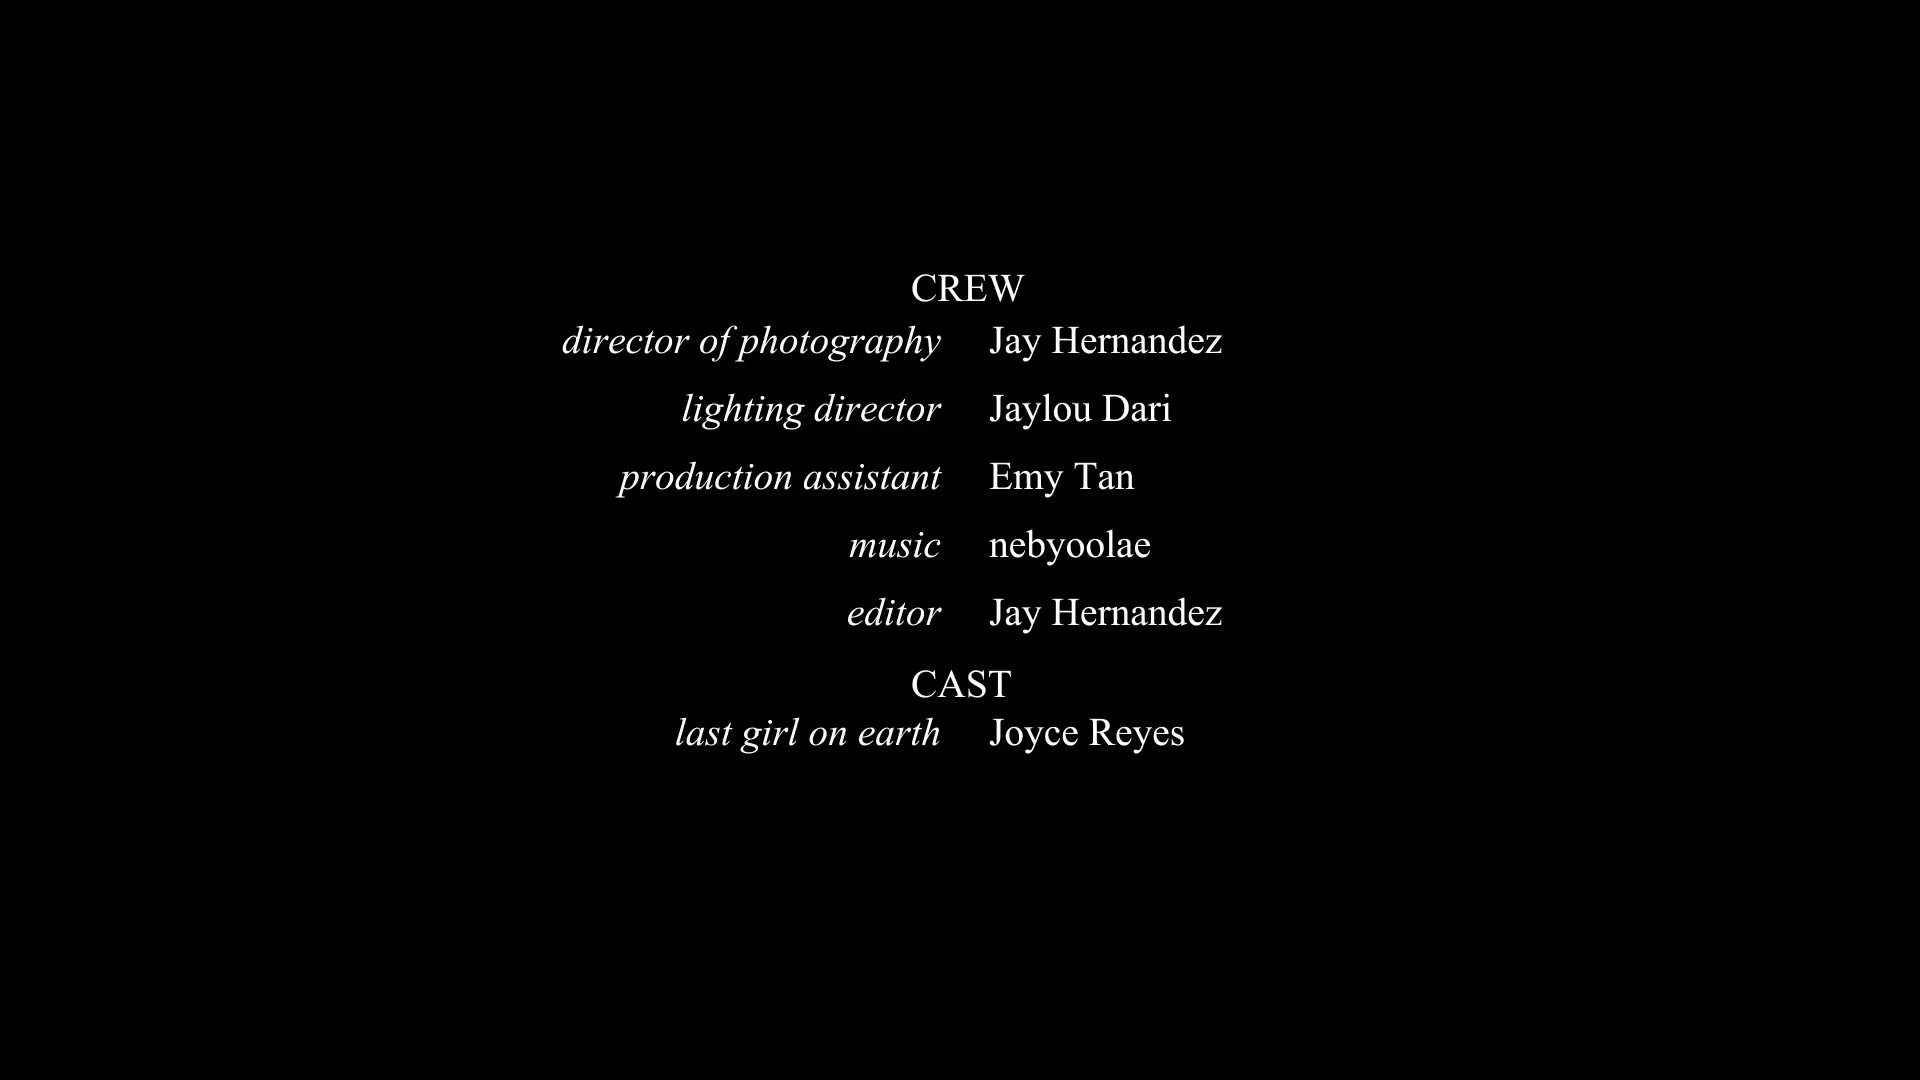 CREW
director of photography Jay Hernandez
lighting director Jaylou Dari
production assistant Emy Tan
music nebyoolae
editor Jay Hernandez
CAST
last girl on earth Joyce Reyes